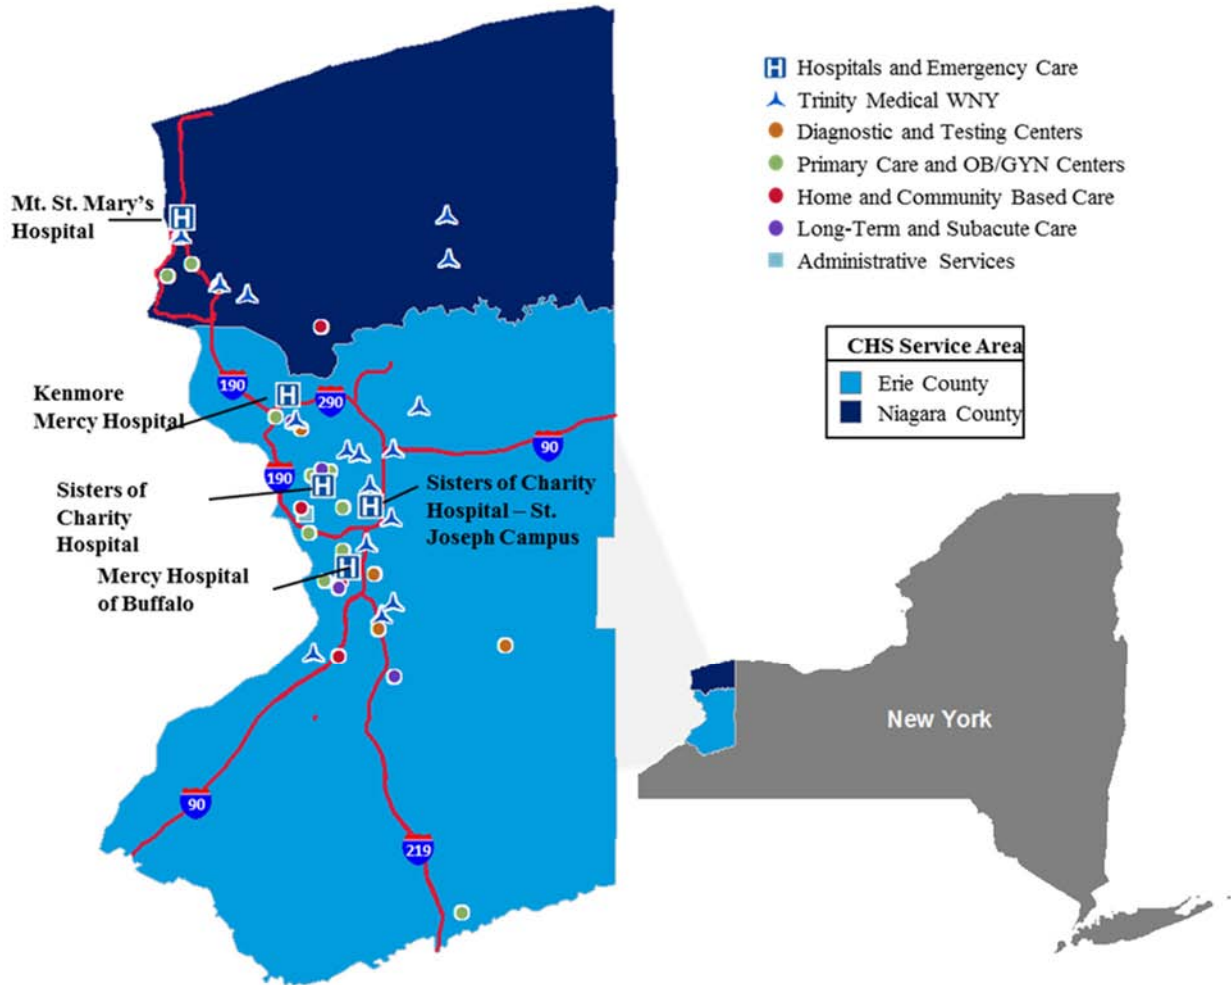 Hospitals and Emergency Care
Trinity Medical WNY
Diagnostic and Testing Centers
Primary Care and OB/GYN Centers
Home and Community Based Care
Long-Term and Subacute Care
Administrative Services
CHS Service Area
Erie County
Niagara County
Mt. St. Mary's
Hospital
Kenmore
Mercy Hospital
190
290
90
190
Sisters of
Charity
Hospital
Sisters of Charity
Hospital – St.
Joseph Campus
Mercy Hospital
of Buffalo
90
219
New York
H
H
H
H
H
H